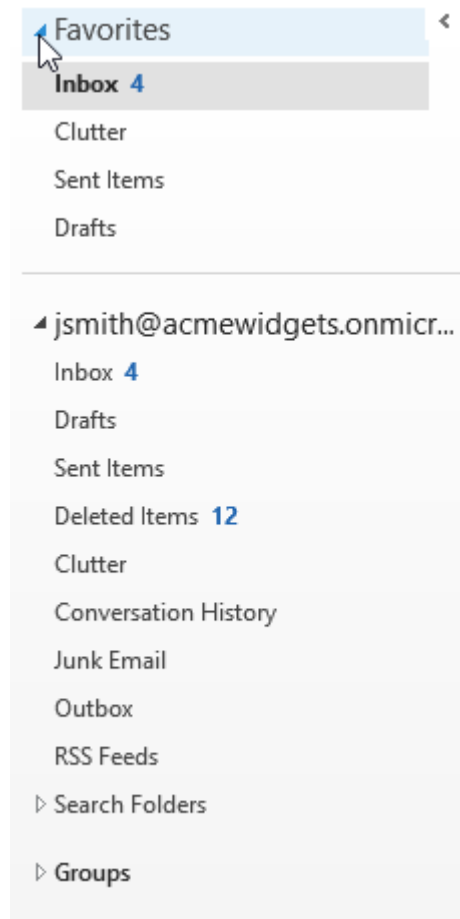 Favorites
Inbox 4
Clutter
Sent Items
Drafts
jsmith@acmewidgets.onmicr...
Inbox 4
Drafts
Sent Items
Deleted Items 12
Clutter
Conversation History
Junk Email
Outbox
RSS Feeds
Search Folders
Groups